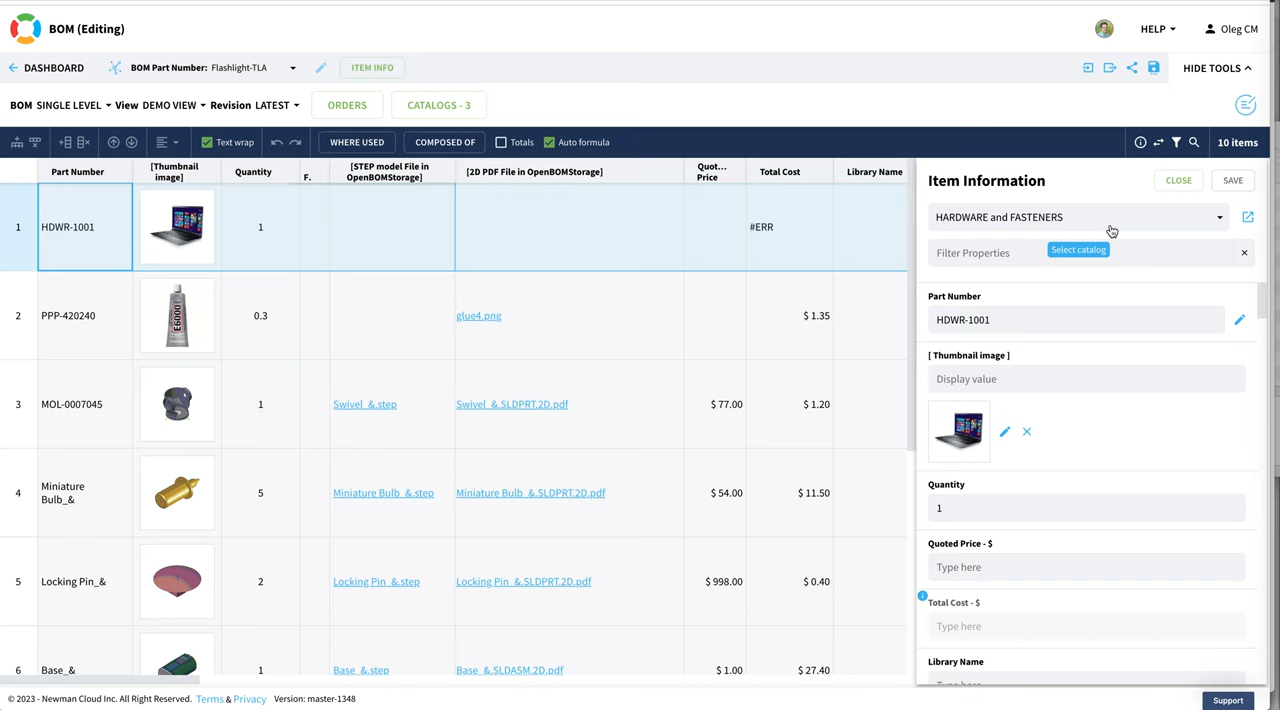 BOM (Editing)
HELP
Oleg CM
DASHBOARD
BOM Part Number: Flashlight-TLA
ITEM INFO
HIDE TOOLS
BOM SINGLE LEVEL View DEMO VIEW Revision LATEST
ORDERS
CATALOGS - 3
Text wrap
WHERE USED
COMPOSED OF
Totals
Auto formula
10 items
Part Number
[Thumbnail
image]
Quantity
F.
[STEP model File in
OpenBOMStorage]
[2D PDF File in OpenBOMStorage]
Quot...
Price
Total Cost
Library Name
1
HDWR-1001
1
#ERR
2
PPP-420240
0.3
glue4.png
$ 1.35
3
MOL-0007045
1
Swivel_&.step
Swivel_&.SLDPRT.2D.pdf
$ 77.00
$ 1.20
4
Miniature
Bulb_&
5
Miniature Bulb_&.step
Miniature Bulb_&.SLDPRT.2D.pdf
$ 54.00
$ 11.50
5
Locking Pin_&
2
Locking Pin_&.step
Locking Pin_&.SLDPRT.2D.pdf
$ 998.00
$ 0.40
6
Base_&
1
Base_&.step
Base_&.SLDASM.2D.pdf
$ 1.00
$ 27.40
Item Information
CLOSE
SAVE
HARDWARE and FASTENERS
Filter Properties
Select catalog
Part Number
HDWR-1001
[ Thumbnail image ]
Display value
Quantity
1
Quoted Price - $
Type here
Total Cost - $
Type here
Library Name
Type here
© 2023 - Newman Cloud Inc. All Right Reserved. Terms & Privacy Version: master-1348
Support